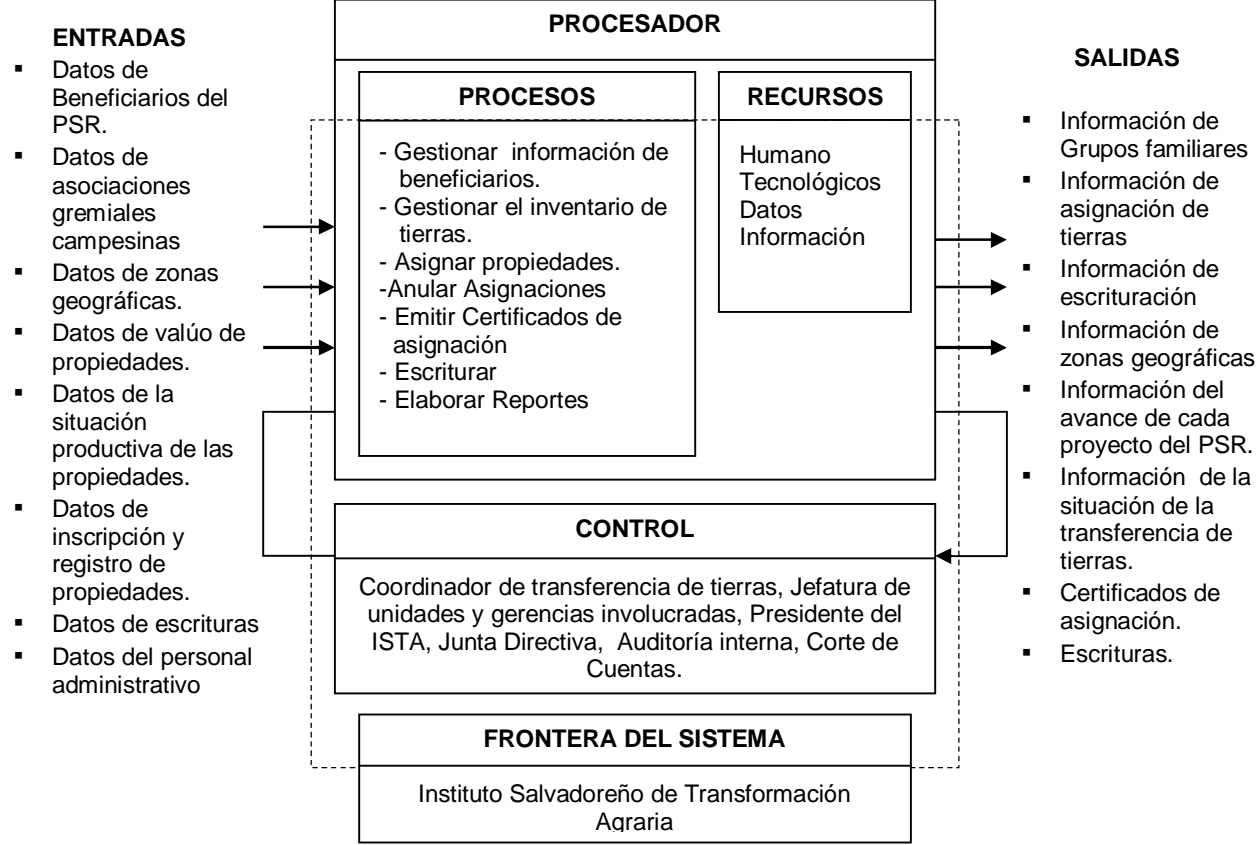 ENTRADAS
▪ Datos de
Beneficiarios del
PSR.
▪ Datos de
asociaciones
gremiales
campesinas
▪ Datos de zonas
geográficas.
▪ Datos de valúo de
propiedades.
▪ Datos de la
situación
productiva de las
propiedades.
▪ Datos de
inscripción y
registro de
propiedades.
▪ Datos de escrituras
▪ Datos del personal
administrativo
PROCESADOR
PROCESOS
- Gestionar información de
beneficiarios.
- Gestionar el inventario de
tierras.
- Asignar propiedades.
-Anular Asignaciones
- Emitir Certificados de
asignación
- Escriturar
- Elaborar Reportes
RECURSOS
Humano
Tecnológicos
Datos
Información
CONTROL
Coordinador de transferencia de tierras, Jefatura de
unidades y gerencias involucradas, Presidente del
ISTA, Junta Directiva, Auditoría interna, Corte de
Cuentas.
FRONTERA DEL SISTEMA
Instituto Salvadoreño de Transformación
Agraria
SALIDAS
▪ Información de
Grupos familiares
▪ Información de
asignación de
tierras
▪ Información de
escrituración
▪ Información de
zonas geográficas
▪ Información del
avance de cada
proyecto del PSR.
▪ Información de la
situación de la
transferencia de
tierras.
▪ Certificados de
asignación.
▪ Escrituras.